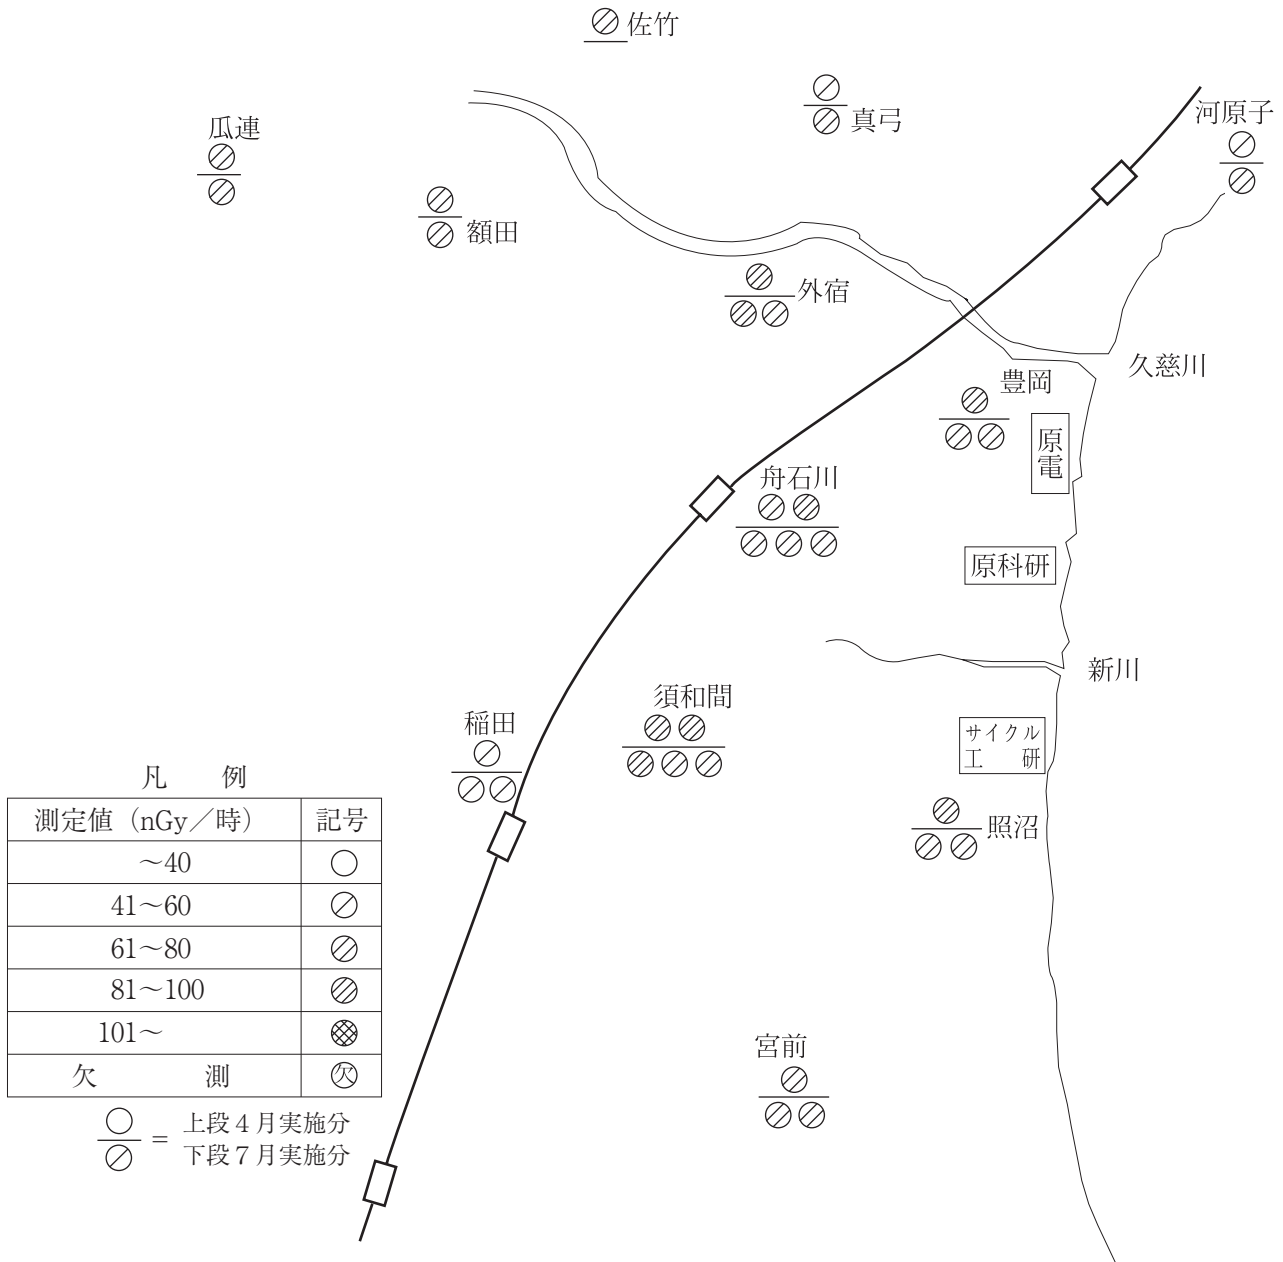 佐竹
真弓
河原子
瓜連
額田
外宿
久慈川
豊岡
原電
舟石川
原科研
新川
須和間
稲田
サイクル
工　研
照沼
宮前
凡　例
測定値（nGy／時） 記号
～40
41～60
61～80
81～100
101～
欠　測 欠
= 上段４月実施分
下段７月実施分